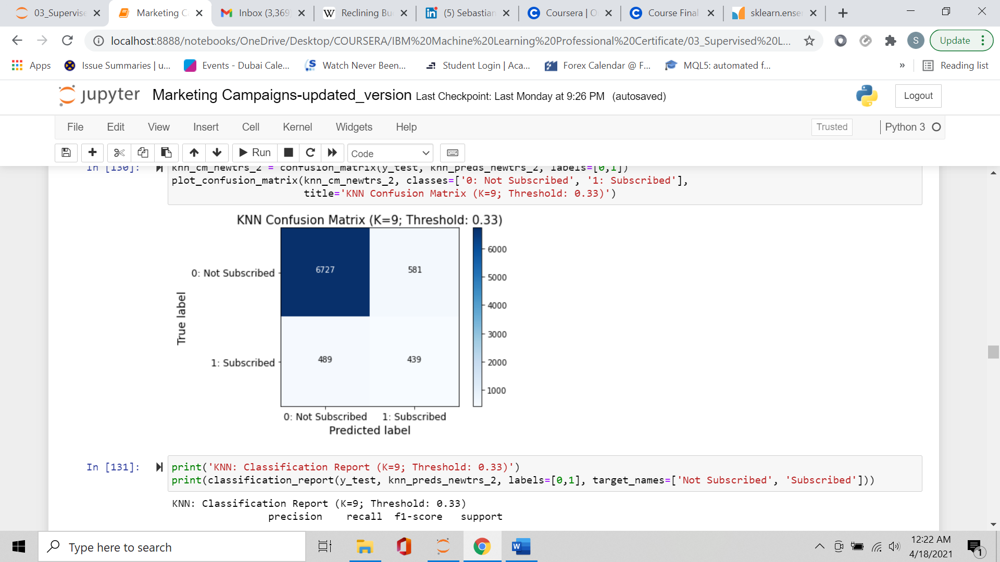 03_Supervise
Marketing C
Inbox (3,369
W Reclining Bu
in (5) Sebastian
Coursera | O
Course Final
sklearn.enser
localhost:8888/notebooks/OneDrive/Desktop/COURSERA/IBM%20Machine%20Learning%20Professional%20Certificate/03_Supervised%20L...
S
Update
Apps
Issue Summaries | u...
Events - Dubai Cale...
Watch Never Been...
Student Login | Aca...
Forex Calendar @ F...
MQL5: automated f...
»
Reading list
jupyter Marketing Campaigns-updated_version Last Checkpoint: Last Monday at 9:26 PM (autosaved)
Logout
File Edit View Insert Cell Kernel Widgets Help
Trusted
Python 3
Run
Code
In [130]: knn_cm_newtrs_2 = confusion_matrix(y_test, knn_preds_newtrs_2, labels=[0,1])
plot_confusion_matrix(knn_cm_newtrs_2, classes=['0: Not Subscribed', '1: Subscribed'],
title='KNN Confusion Matrix (K=9; Threshold: 0.33)')
KNN Confusion Matrix (K=9; Threshold: 0.33)
6000
5000
4000
3000
2000
1000
True label
0: Not Subscribed
6727 581
1: Subscribed
489 439
0: Not Subscribed 1: Subscribed
Predicted label
In [131]: print('KNN: Classification Report (K=9; Threshold: 0.33)')
print(classification_report(y_test, knn_preds_newtrs_2, labels=[0,1], target_names=['Not Subscribed', 'Subscribed']))
KNN: Classification Report (K=9; Threshold: 0.33)
precision recall f1-score support
Type here to search
W
12:22 AM
4/18/2021
1